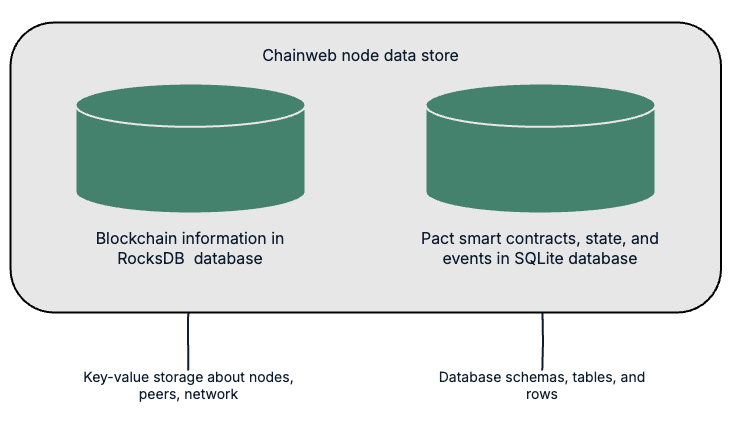 Chainweb node data store
Blockchain information in
RocksDB database
Pact smart contracts, state, and
events in SQLite database
Key-value storage about nodes,
peers, network
Database schemas, tables, and
rows